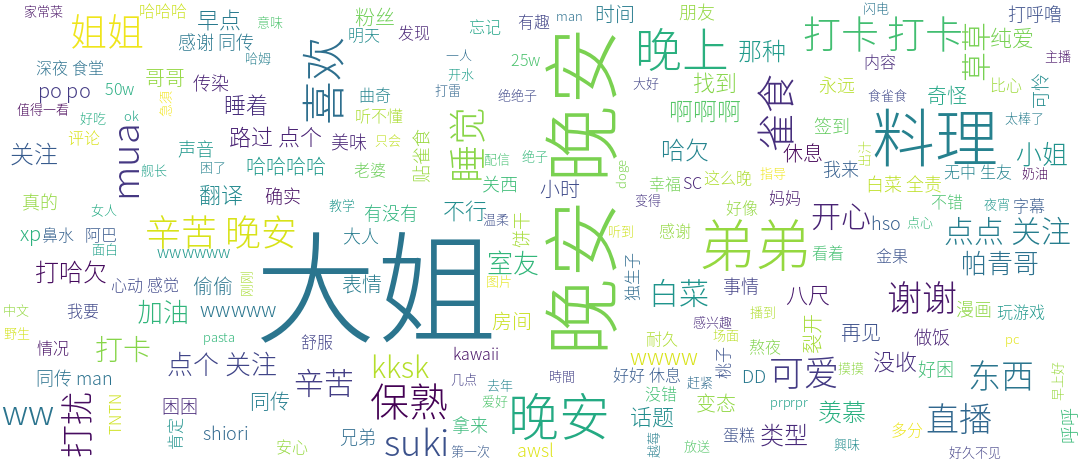 家常菜
哈哈哈
早点
粉丝
忘记
有趣
man
时间
朋友
闪电
打呼噜
姐姐
感谢 同传
明天
发现
晚安 晚安
晚上
那种
打卡 打卡
草草
纯爱
主播
深夜 食堂
哥哥
哈姆
意味
喜欢
一人
25w
内容
po po
50w
传染
开水
找到
雀食
永远
比心
可怜
值得一看
急须
睡着
曲奇
打雷
绝绝子
大好
食雀食
奇怪
好吃
ok
听不懂
啊啊啊
签到
太棒了
评论
mua
路过 点个
美味
贴雀食
睡觉
只会
料理
关注
声音
哈哈哈哈
配信
绝子
哈欠
休息
出汁
小姐
舰长
困了
老婆
关西
doge
幸福
SC
这么晚
指导
我来
无中 生友
奶油
真的
翻译
确实
小时
变得
妈妈
白菜 全责
不错
夜宵
字幕
女人
教学
有没有
不行
温柔
听到
感谢
好像
开心
hso
点心
xp
鼻水
阿巴
辛苦 晚安
大人
弟弟
点点 关注
面白
wwwwww
大姐
室友
独生子
看着
金果
帕青哥
打哈欠
心动 感觉
偷偷
表情
图片
白菜
事情
八尺
谢谢
漫画
玩游戏
中文
我要
加油
wwwww
房间
感兴趣
播到
野生
打卡
舒服
pasta
耐久
场面
裂开
再见
做饭
pc
情况
点个 关注
kksk
kawaii
wwww
桃子
熬夜
没收
好困
早上好
同传 man
辛苦
保熟
几点
去年
時間
好好 休息
赶紧
DD
可爱
摸摸
东西
ww
打扰
TNTN
困困
同传
爱好
晚安
没错
变态
prprpr
羡慕
直播
肯定
shiori
安心
兄弟
suki
拿来
第一次
awsl
话题
越莓
放送
蛋糕
类型
興味
多分
好久不见
呼呼